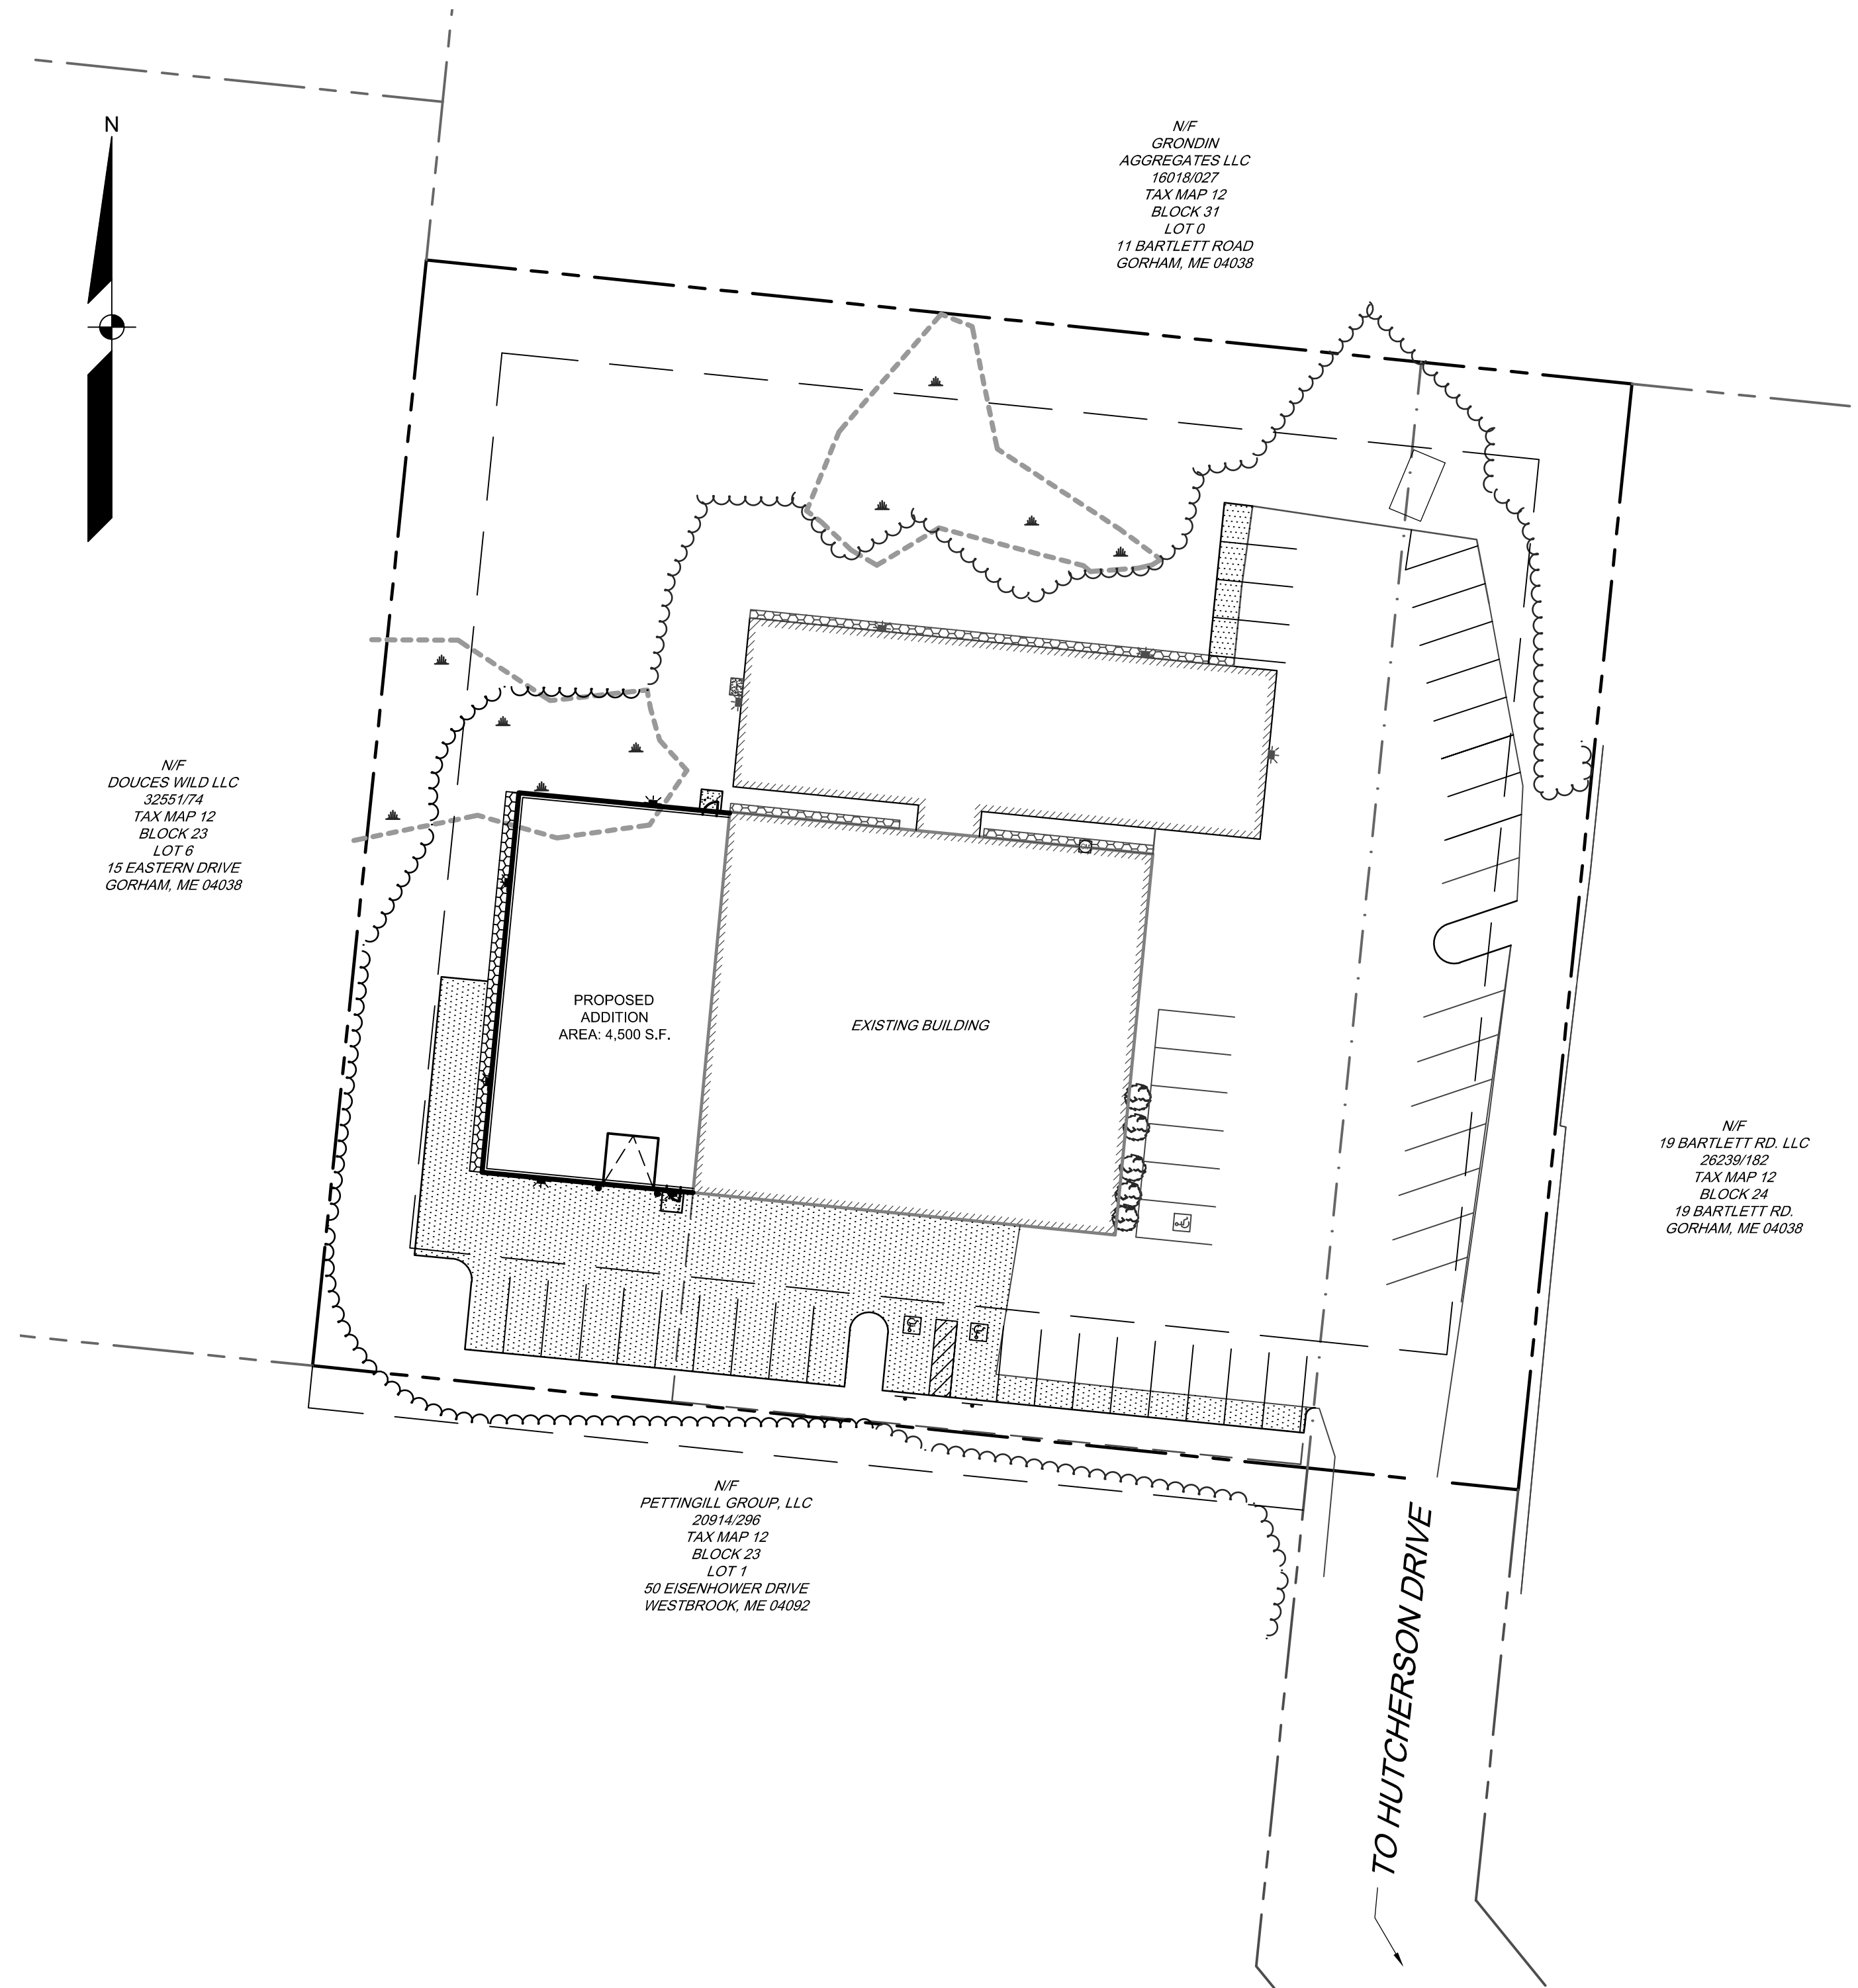 N
N/F
GRONDIN
AGGREGATES LLC
16018/027
TAX MAP 12
BLOCK 31
LOT 0
11 BARTLETT ROAD
GORHAM, ME 04038
N/F
DOUCES WILD LLC
32551/74
TAX MAP 12
BLOCK 23
LOT 6
15 EASTERN DRIVE
GORHAM, ME 04038
PROPOSED
ADDITION
AREA: 4,500 S.F.
EXISTING BUILDING
N/F
19 BARTLETT RD. LLC
26239/182
TAX MAP 12
BLOCK 24
19 BARTLETT RD.
GORHAM, ME 04038
N/F
PETTINGILL GROUP, LLC
20914/296
TAX MAP 12
BLOCK 23
LOT 1
50 EISENHOWER DRIVE
WESTBROOK, ME 04092
TO HUTCHERSON DRIVE